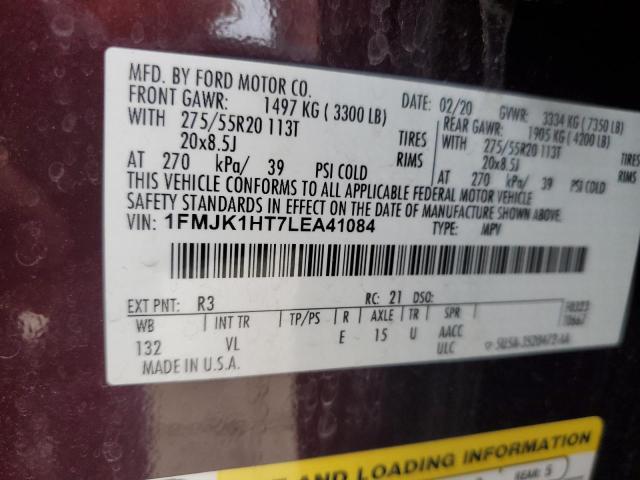 MFD. BY FORD MOTOR CO.
DATE: 02/20 GVWR: 3334 KG ( 7350 LB)
FRONT GAWR: 1497 KG ( 3300 LB)
REAR GAWR: 1905 KG ( 4200 LB)
WITH 275/55R20 113T TIRES
WITH 275/55R20 113T TIRES
20x8.5J RIMS
20x8.5J RIMS
AT 270 kPa/ 39 PSI COLD
AT 270 kPa/ 39 PSI COLD
THIS VEHICLE CONFORMS TO ALL APPLICABLE FEDERAL MOTOR VEHICLE
SAFETY STANDARDS IN EFFECT ON THE DATE OF MANUFACTURE SHOWN ABOVE.
VIN: 1FMJK1HT7LEA41084 TYPE: MPV
EXT PNT: R3 RC: 21 DSO:
WB INT TR TP/PS R AXLE TR SPR
132 VL E 15 U AACC
ULC
MADE IN U.S.A.
AND LOADING INFORMATION
REAR: 5